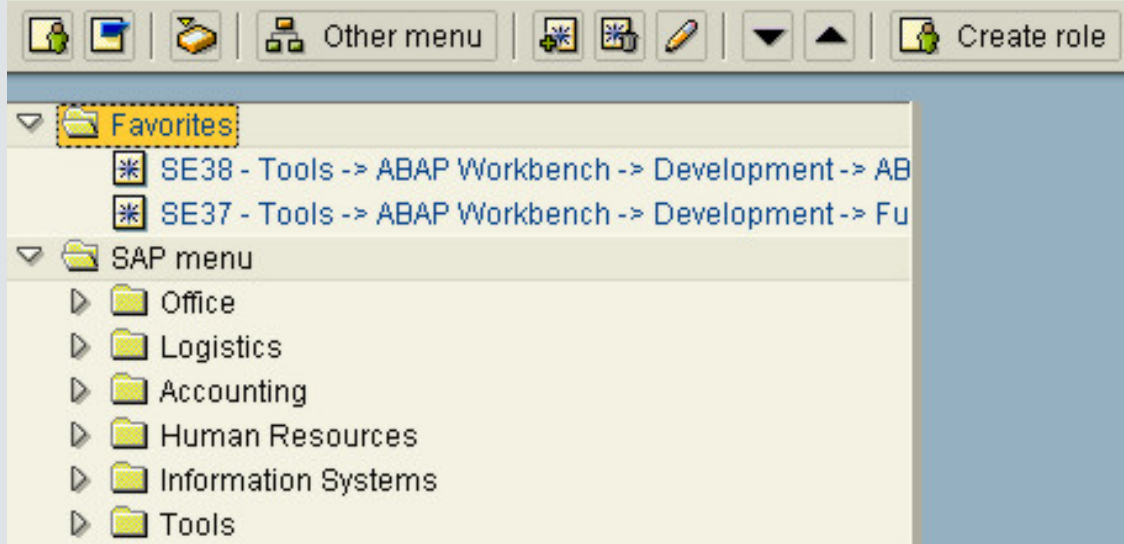 Other menu Create role
Favorites
SE38 - Tools -> ABAP Workbench -> Development -> AB
SE37 - Tools -> ABAP Workbench -> Development -> Fu
SAP menu
Office
Logistics
Accounting
Human Resources
Information Systems
Tools